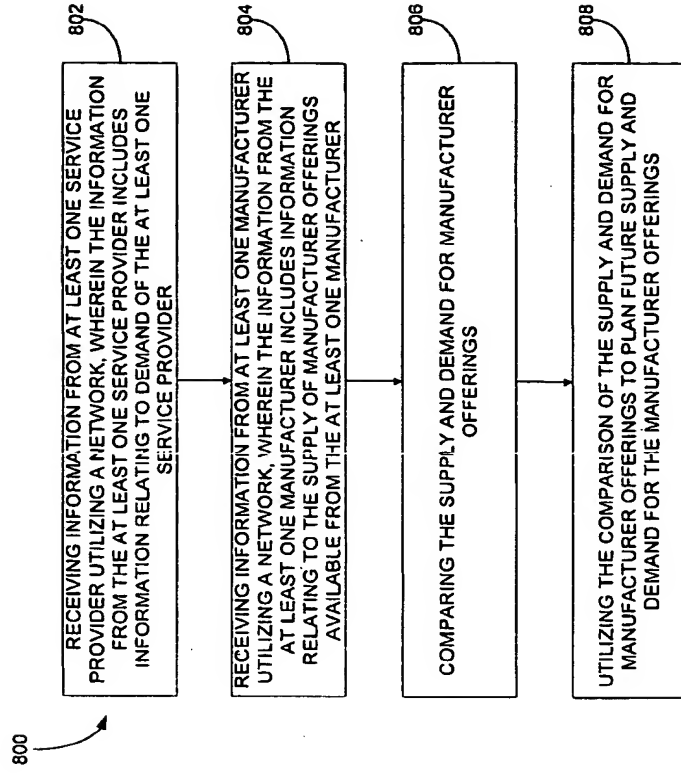 800
802
RECEIVING INFORMATION FROM AT LEAST ONE SERVICE
PROVIDER UTILIZING A NETWORK, WHEREIN THE INFORMATION
FROM THE AT LEAST ONE SERVICE PROVIDER INCLUDES
INFORMATION RELATING TO DEMAND OF THE AT LEAST ONE
SERVICE PROVIDER
804
RECEIVING INFORMATION FROM AT LEAST ONE MANUFACTURER
UTILIZING A NETWORK, WHEREIN THE INFORMATION FROM THE
AT LEAST ONE MANUFACTURER INCLUDES INFORMATION
RELATING TO THE SUPPLY OF MANUFACTURER OFFERINGS
AVAILABLE FROM THE AT LEAST ONE MANUFACTURER
806
COMPARING THE SUPPLY AND DEMAND FOR MANUFACTURER
OFFERINGS
808
UTILIZING THE COMPARISON OF THE SUPPLY AND DEMAND FOR
MANUFACTURER OFFERINGS TO PLAN FUTURE SUPPLY AND
DEMAND FOR THE MANUFACTURER OFFERINGS